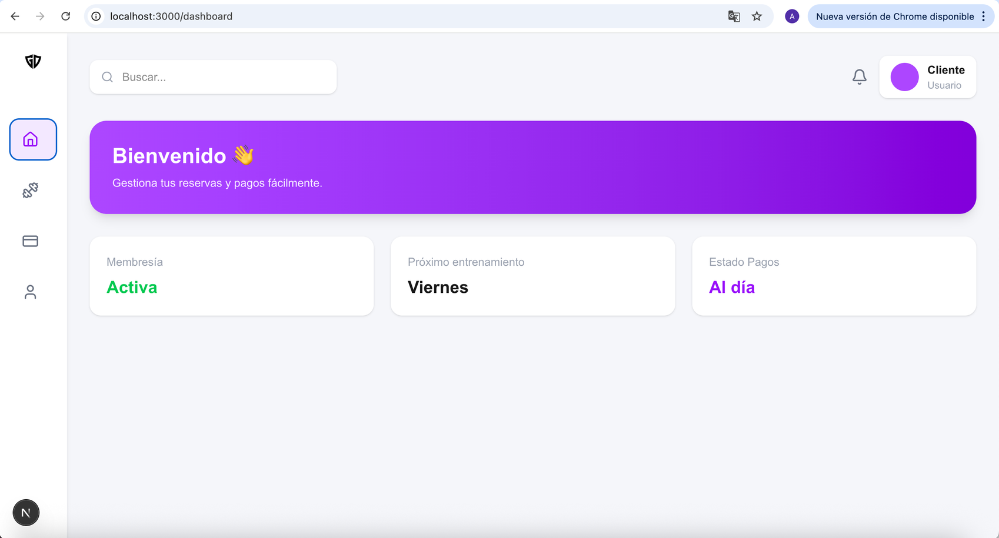 localhost:3000/dashboard
A
Nueva versión de Chrome disponible
Buscar...
Cliente
Usuario
Bienvenido 👋
Gestiona tus reservas y pagos fácilmente.
Membresía
Activa
Próximo entrenamiento
Viernes
Estado Pagos
Al día
N